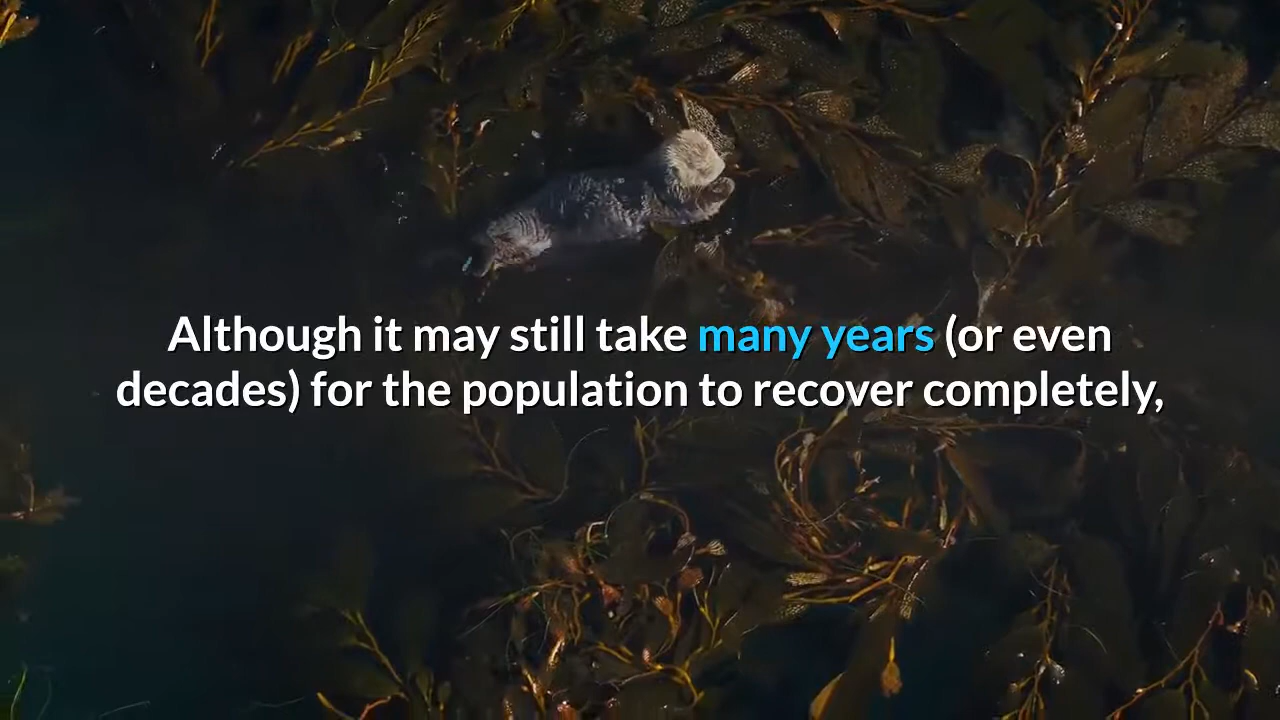 Although it may still take many years (or even
decades) for the population to recover completely,